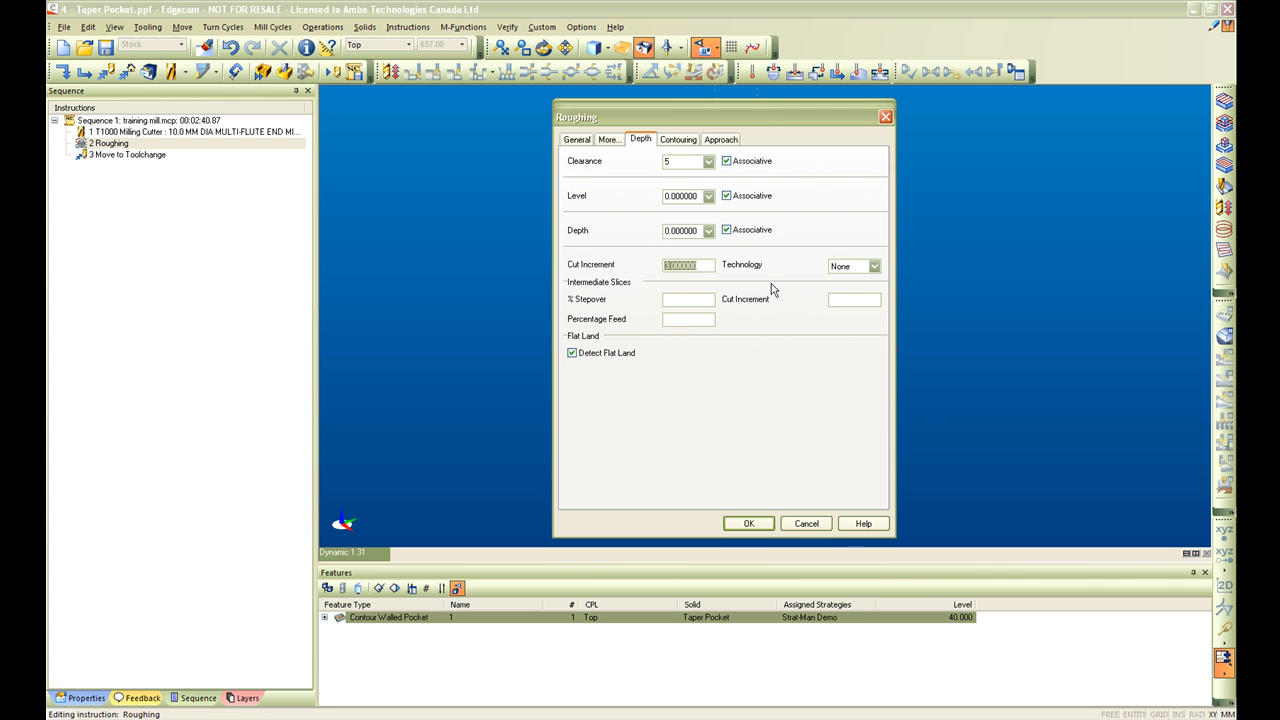 4 - Taper Pocket.ppf - Edgecam - NOT FOR RESALE - Licensed to Ambo Technologies Canada Ltd
File Edit View Tooling Move Turn Cycles Mill Cycles Operations Solids Instructions M-Functions Verify Custom Options Help
Stock Top 657.00
Sequence
Instructions
Sequence 1: training mill.mcp: 00:02:40.87
1 T1000 Milling Cutter : 10.0 MM DIA MULTI-FLUTE END MI...
2 Roughing
3 Move to Toolchange
Roughing
General More... Depth Contouring Approach
Clearance 5 Associative
Level 0.000000 Associative
Depth 0.000000 Associative
Cut Increment 3.000000 Technology None
Intermediate Slices
% Stepover Cut Increment
Percentage Feed
Flat Land
Detect Flat Land
OK Cancel Help
xyz
xyz
2D
Dynamic 1.31
Features
Feature Type Name # CPL Solid Assigned Strategies Level
Contour Walled Pocket 1 1 Top Taper Pocket Strat-Man Demo 40.000
Properties Feedback Sequence Layers
Editing instruction: Roughing
FREE ENTITY GRID INS RAD XY MM